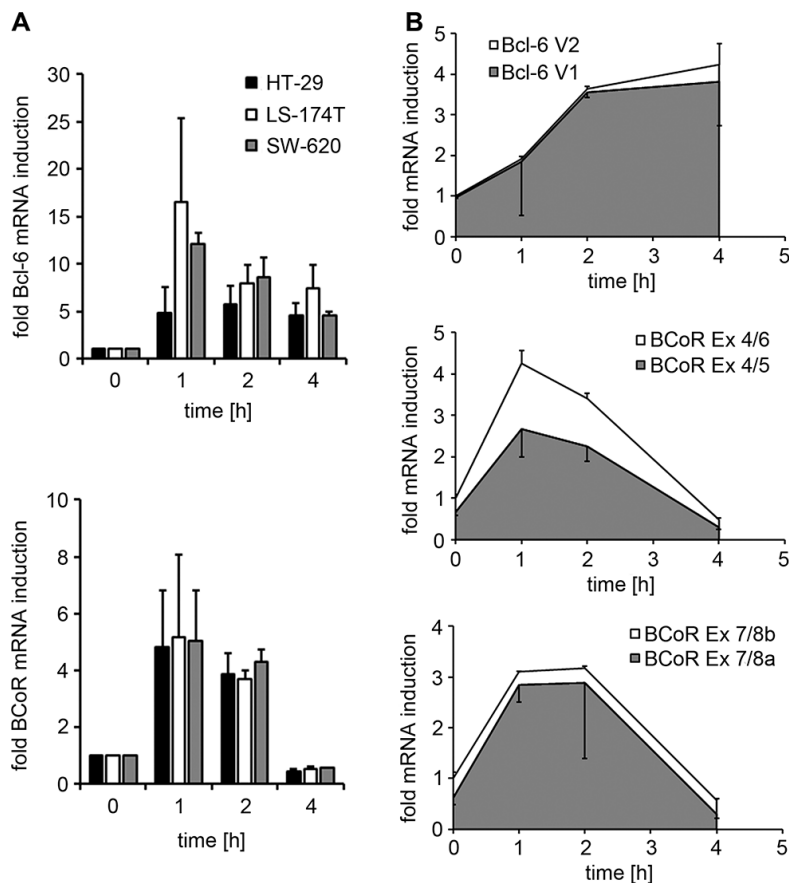 A
fold Bcl-6 mRNA induction
30
25
20
15
10
5
0
HT-29
LS-174T
SW-620
0 1 2 4
time [h]
fold BCoR mRNA induction
10
8
6
4
2
0
0 1 2 4
time [h]
B
fold mRNA induction
5
4
3
2
1
0
Bcl-6 V2
Bcl-6 V1
0 1 2 3 4 5
time [h]
fold mRNA induction
5
4
3
2
1
0
BCoR Ex 4/6
BCoR Ex 4/5
0 1 2 3 4 5
time [h]
fold mRNA induction
4
3
2
1
0
BCoR Ex 7/8b
BCoR Ex 7/8a
0 1 2 3 4 5
time [h]